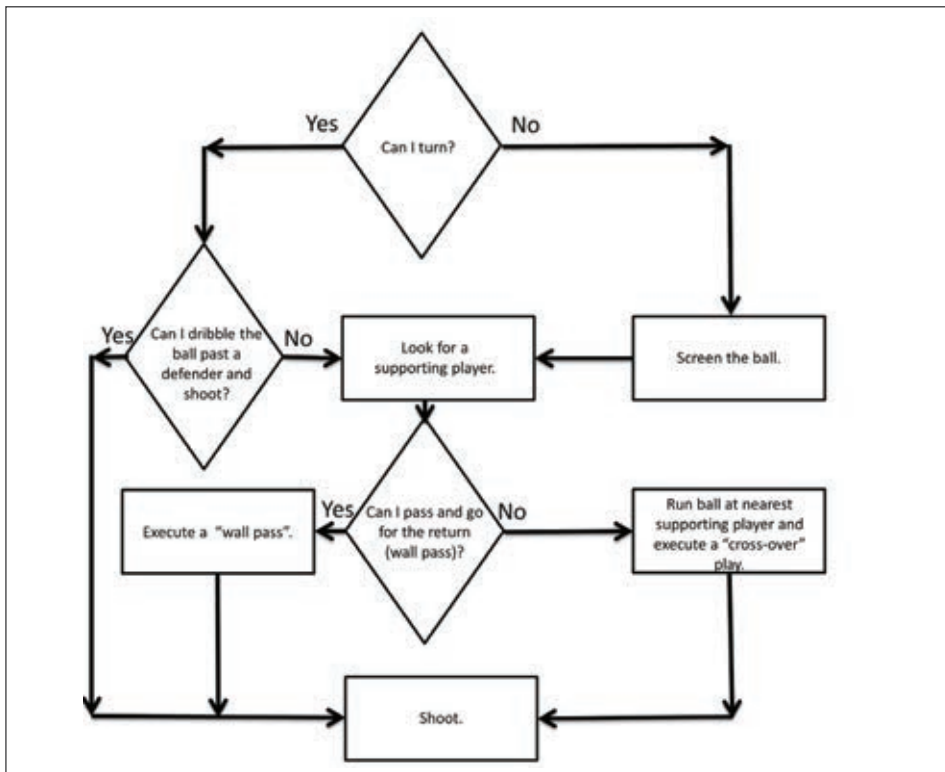 Yes
No
Can I turn?
Yes
Can I dribble the
ball past a
defender and
shoot?
No
Look for a
supporting player.
Screen the ball.
Execute a "wall pass".
Yes
Can I pass and go
for the return
(wall pass)?
No
Run ball at nearest
supporting player and
execute a "cross-over"
play.
Shoot.